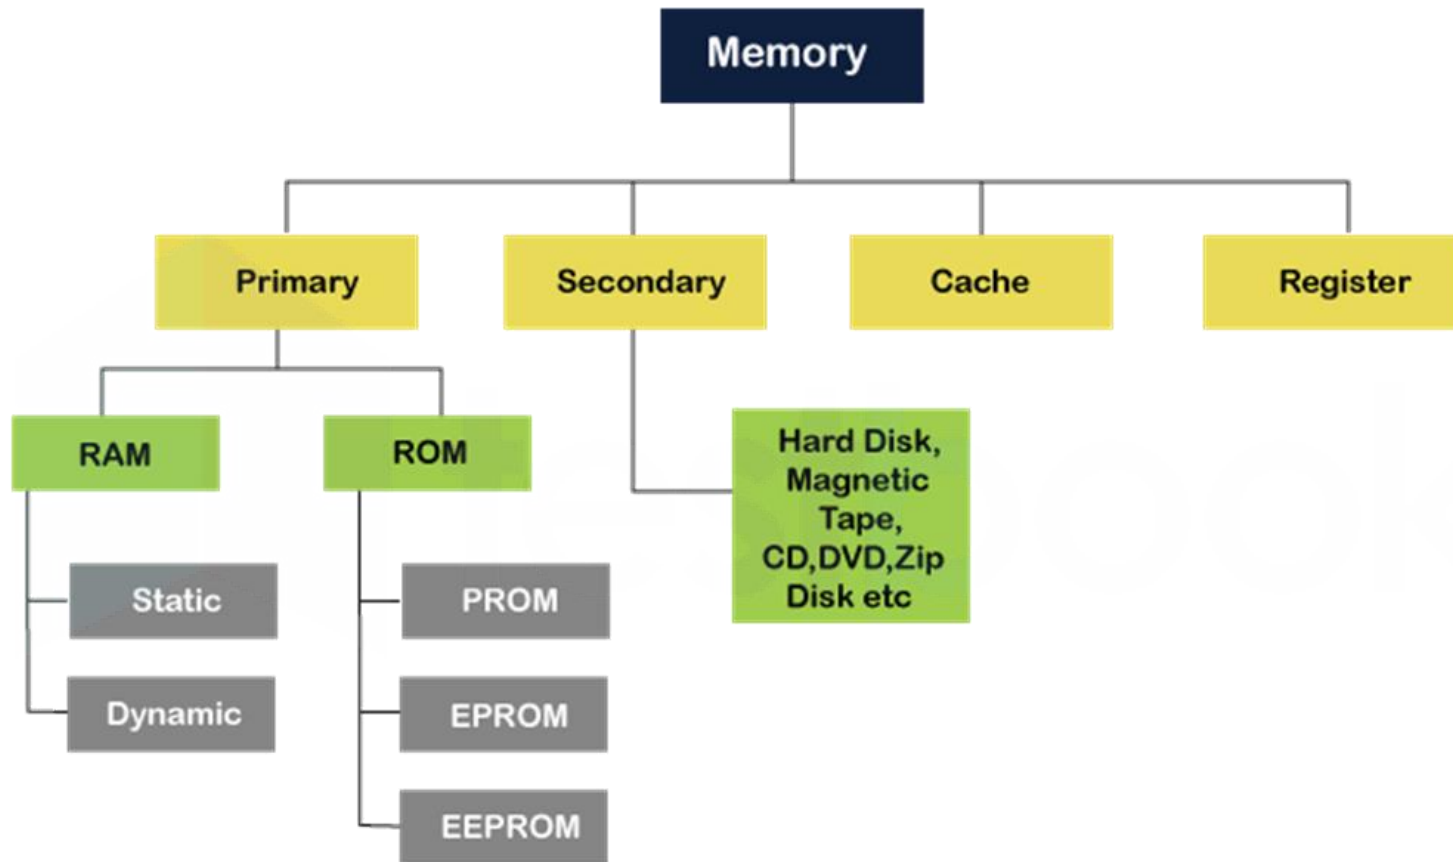 Memory
Primary
Secondary
Cache
Register
RAM
ROM
Hard Disk,
Magnetic
Tape,
CD,DVD,Zip
Disk etc
Static
PROM
Dynamic
EPROM
EEPROM
testbook